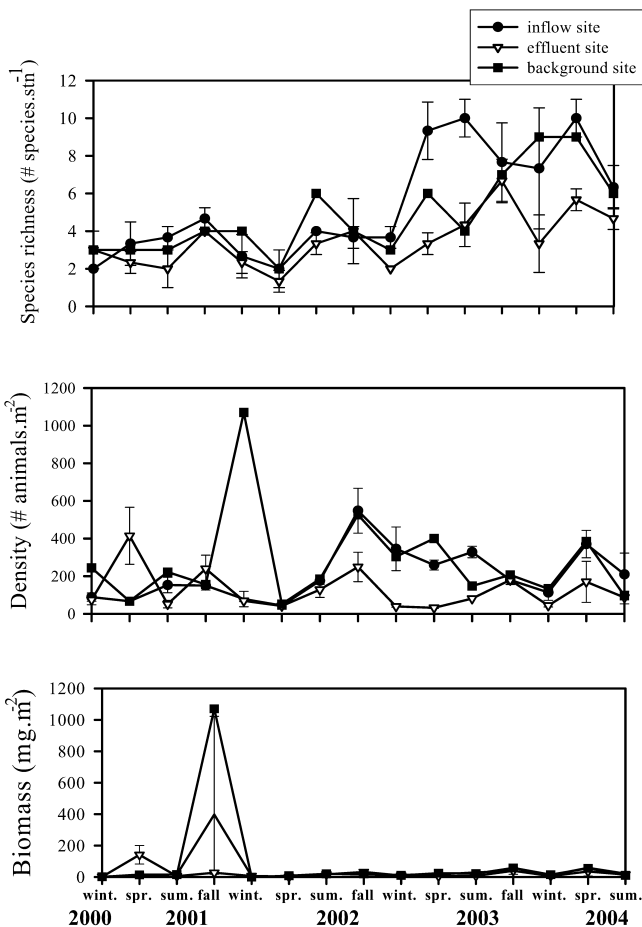 inflow site
effluent site
background site
Species richness (# species.stn-1)
12
10
8
6
4
2
0
Density (# animals.m-2)
1200
1000
800
600
400
200
0
Biomass (mg.m-2)
1200
1000
800
600
400
200
0
wint. spr. sum. fall wint. spr. sum. fall wint. spr. sum. fall wint. spr. sum.
2000 2001 2002 2003 2004